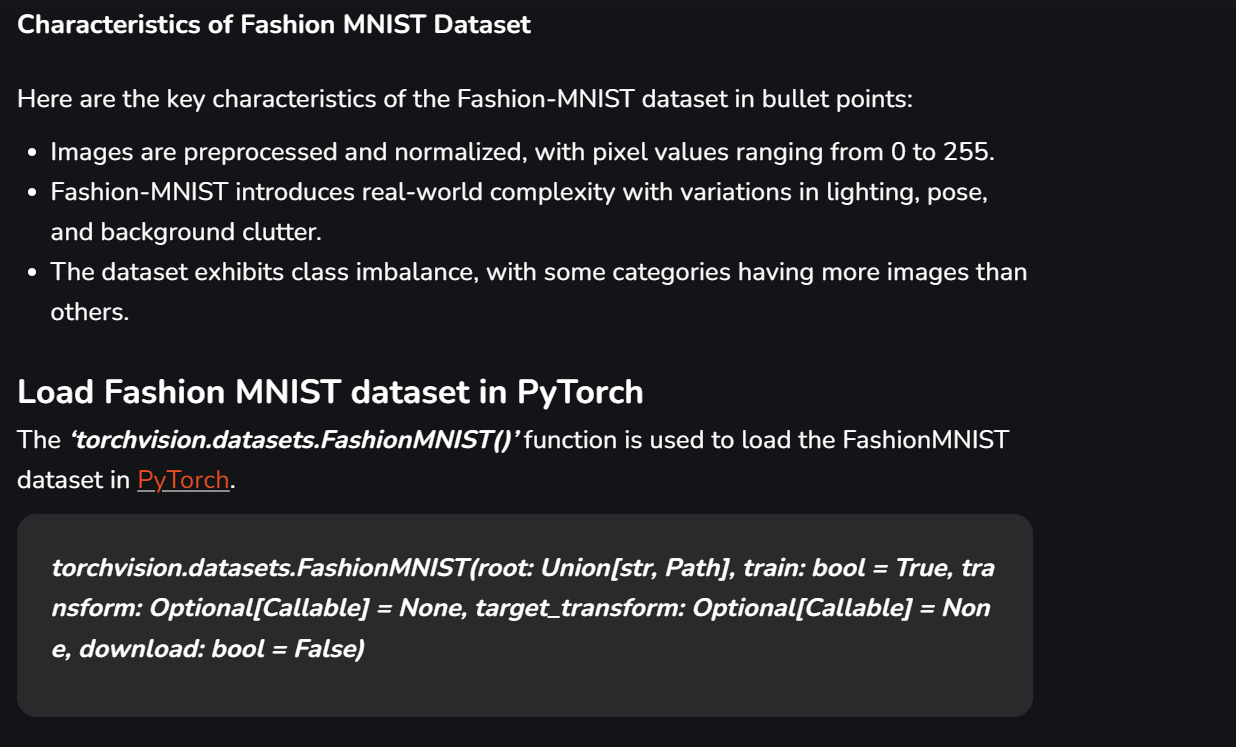 Characteristics of Fashion MNIST Dataset
Here are the key characteristics of the Fashion-MNIST dataset in bullet points:
• Images are preprocessed and normalized, with pixel values ranging from 0 to 255.
• Fashion-MNIST introduces real-world complexity with variations in lighting, pose,
and background clutter.
• The dataset exhibits class imbalance, with some categories having more images than
others.
Load Fashion MNIST dataset in PyTorch
The ‘torchvision.datasets.FashionMNIST()’ function is used to load the FashionMNIST
dataset in PyTorch.
torchvision.datasets.FashionMNIST(root: Union[str, Path], train: bool = True, tra
nsform: Optional[Callable] = None, target_transform: Optional[Callable] = Non
e, download: bool = False)